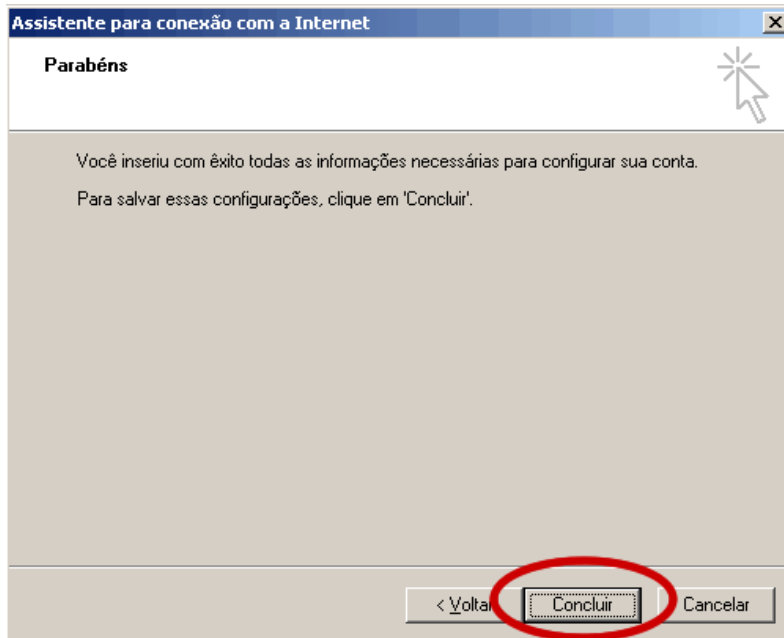 Assistente para conexão com a Internet
Parabéns
Você inseriu com êxito todas as informações necessárias para configurar sua conta.
Para salvar essas configurações, clique em 'Concluir'.
< Voltar Concluir Cancelar